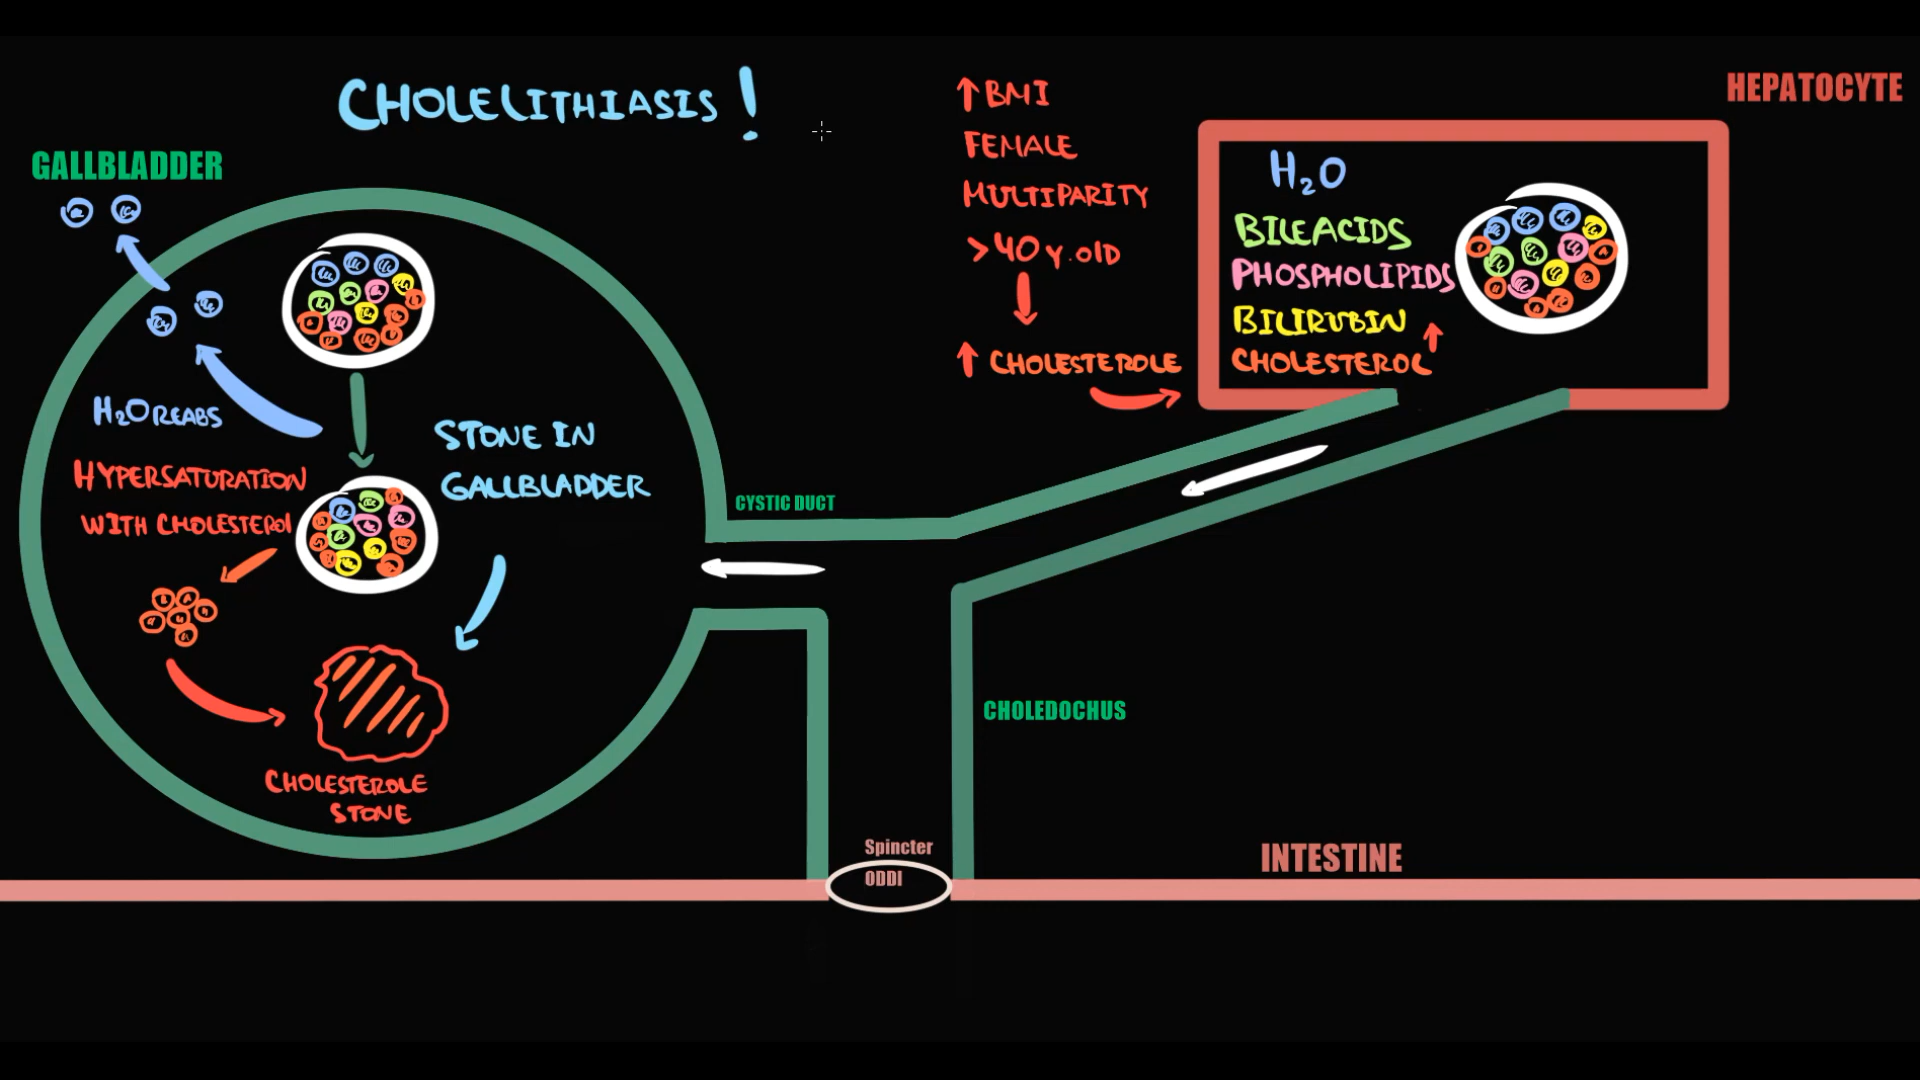 CHOLELITHIASIS!
GALLBLADDER
H₂O REABS
HYPERSATURATION
WITH CHOLESTEROL
STONE IN
GALLBLADDER
CHOLESTEROLE
STONE
CYSTIC DUCT
CHOLEDOCHUS
Spincter
ODDI
INTESTINE
↑ BMI
FEMALE
MULTIPARITY
> 40 y. old
↑ CHOLESTEROLE
HEPATOCYTE
H₂O
BILEACIDS
PHOSPHOLIPIDS
BILIRUBIN
CHOLESTEROL ↑